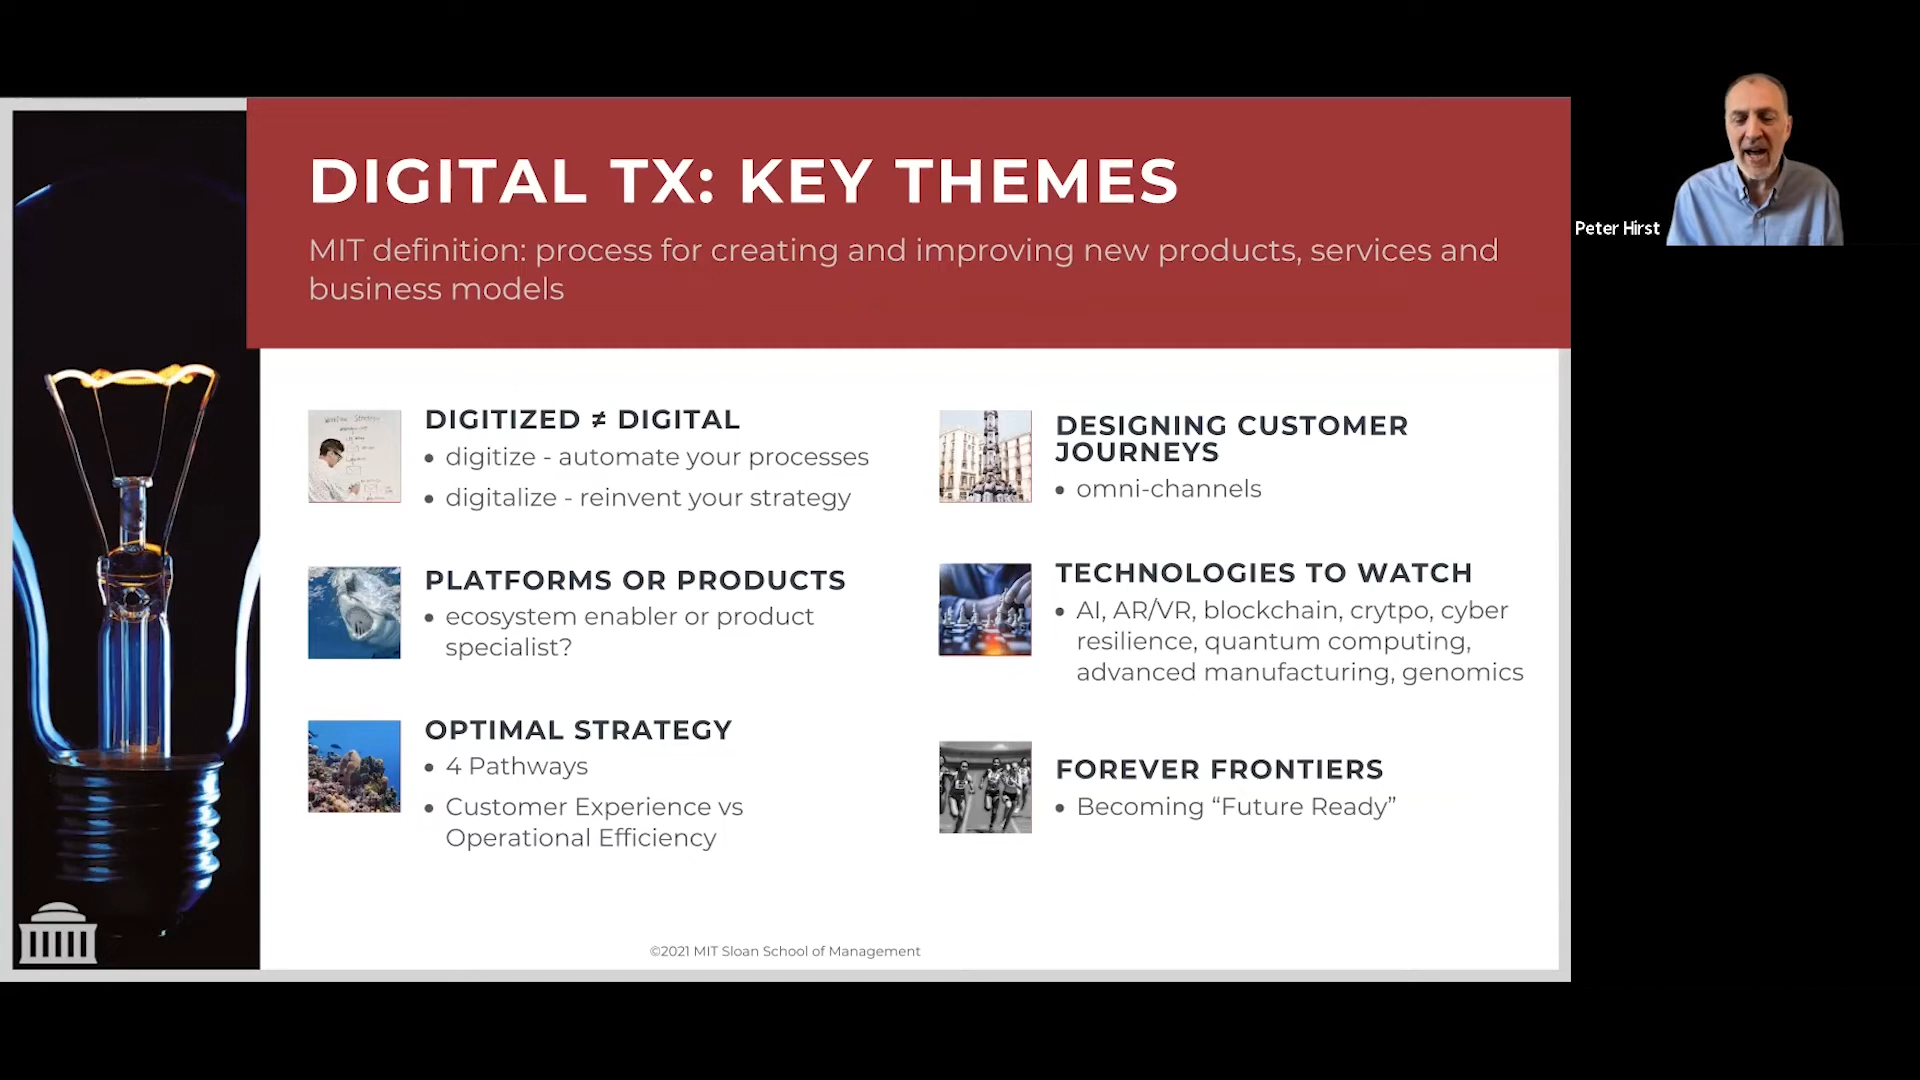 DIGITAL TX: KEY THEMES
MIT definition: process for creating and improving new products, services and
business models
DIGITIZED ≠ DIGITAL
• digitize - automate your processes
• digitalize - reinvent your strategy
PLATFORMS OR PRODUCTS
• ecosystem enabler or product
specialist?
OPTIMAL STRATEGY
• 4 Pathways
• Customer Experience vs
Operational Efficiency
DESIGNING CUSTOMER
JOURNEYS
• omni-channels
TECHNOLOGIES TO WATCH
• AI, AR/VR, blockchain, crytpo, cyber
resilience, quantum computing,
advanced manufacturing, genomics
FOREVER FRONTIERS
• Becoming “Future Ready”
©2021 MIT Sloan School of Management
Peter Hirst